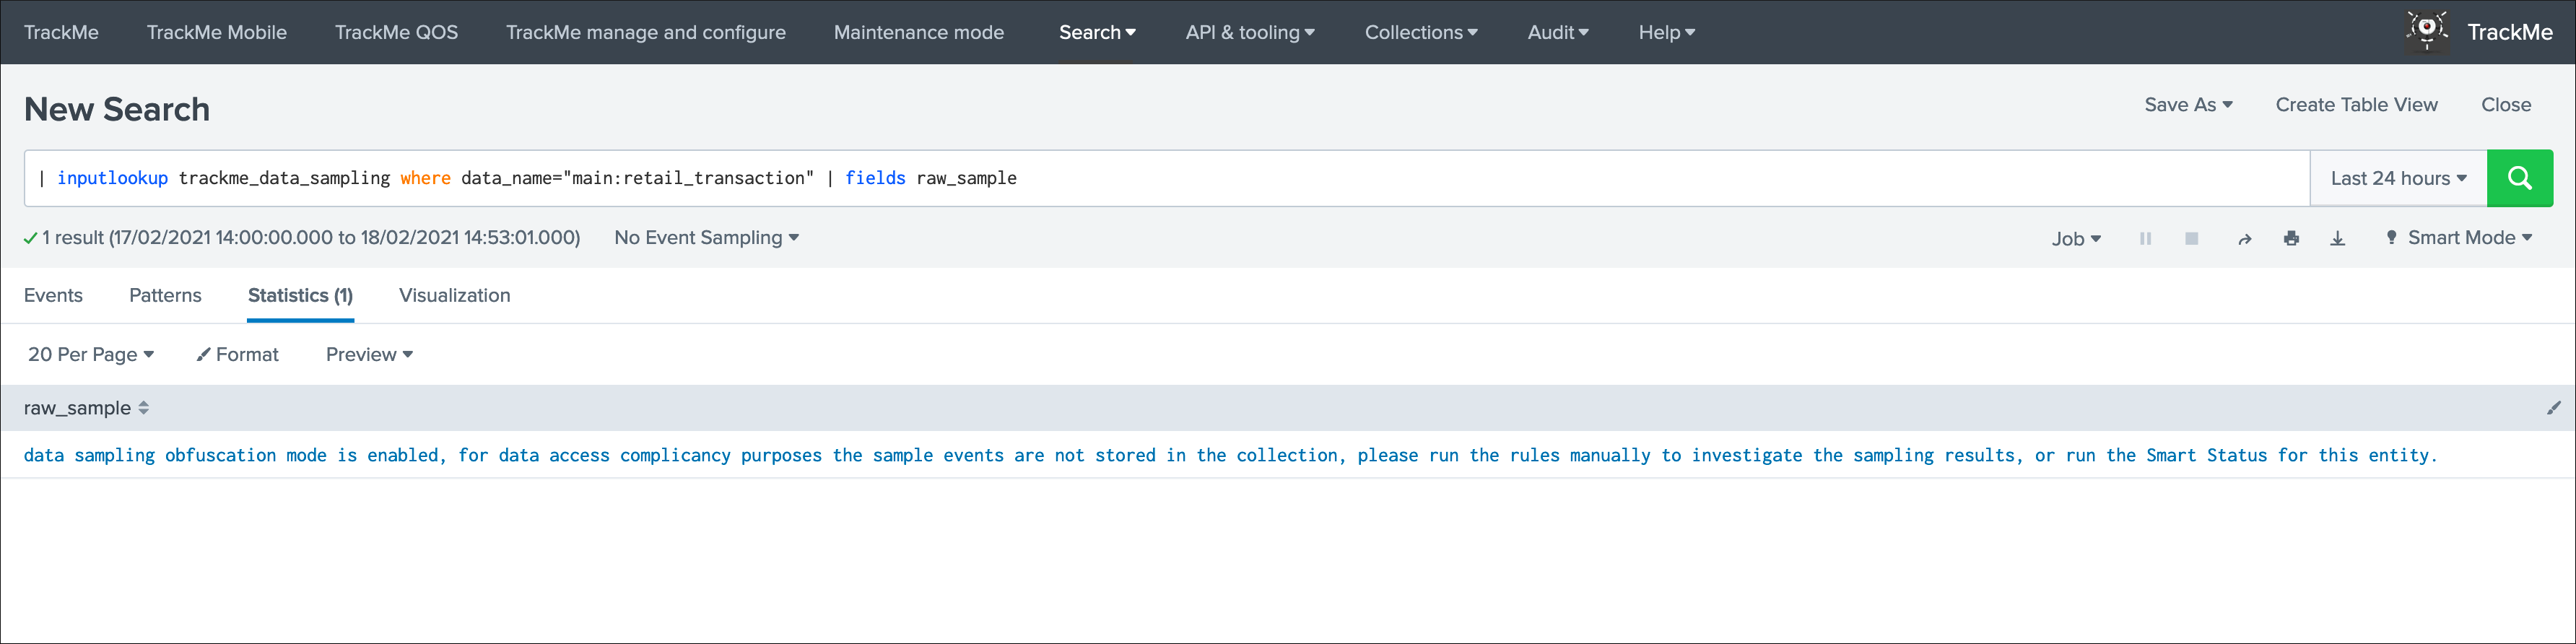 TrackMe TrackMe Mobile TrackMe QOS TrackMe manage and configure Maintenance mode Search API & tooling Collections Audit Help TrackMe
New Search Save As Create Table View Close
| inputlookup trackme_data_sampling where data_name="main:retail_transaction" | fields raw_sample Last 24 hours
1 result (17/02/2021 14:00:00.000 to 18/02/2021 14:53:01.000) No Event Sampling Job Smart Mode
Events Patterns Statistics (1) Visualization
20 Per Page Format Preview
raw_sample
data sampling obfuscation mode is enabled, for data access complicancy purposes the sample events are not stored in the collection, please run the rules manually to investigate the sampling results, or run the Smart Status for this entity.